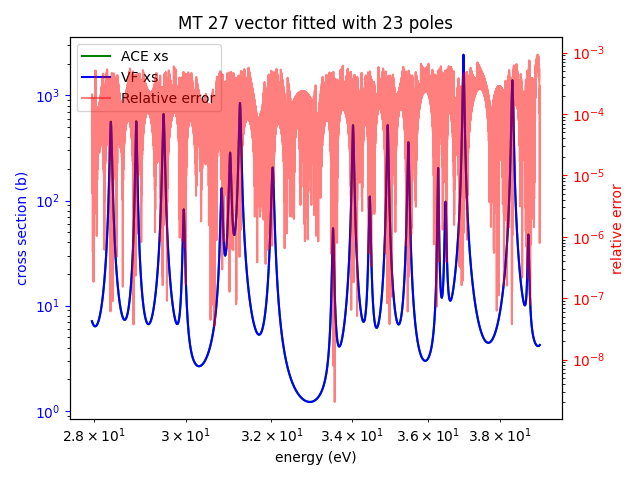 MT 27 vector fitted with 23 poles
ACE xs
VF xs
Relative error
cross section (b)
10³
10²
10¹
10⁰
relative error
10⁻³
10⁻⁴
10⁻⁵
10⁻⁶
10⁻⁷
10⁻⁸
2.8 × 10¹ 3 × 10¹ 3.2 × 10¹ 3.4 × 10¹ 3.6 × 10¹ 3.8 × 10¹
energy (eV)